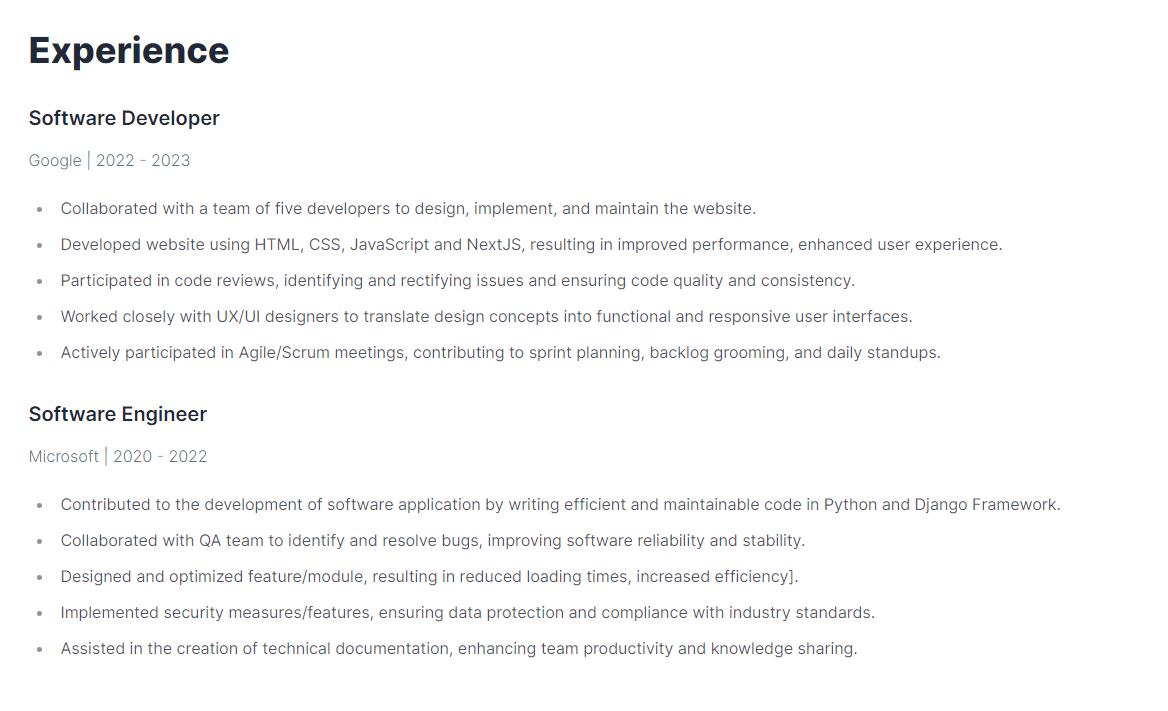 Experience
Software Developer
Google | 2022 - 2023
• Collaborated with a team of five developers to design, implement, and maintain the website.
• Developed website using HTML, CSS, JavaScript and NextJS, resulting in improved performance, enhanced user experience.
• Participated in code reviews, identifying and rectifying issues and ensuring code quality and consistency.
• Worked closely with UX/UI designers to translate design concepts into functional and responsive user interfaces.
• Actively participated in Agile/Scrum meetings, contributing to sprint planning, backlog grooming, and daily standups.
Software Engineer
Microsoft | 2020 - 2022
• Contributed to the development of software application by writing efficient and maintainable code in Python and Django Framework.
• Collaborated with QA team to identify and resolve bugs, improving software reliability and stability.
• Designed and optimized feature/module, resulting in reduced loading times, increased efficiency].
• Implemented security measures/features, ensuring data protection and compliance with industry standards.
• Assisted in the creation of technical documentation, enhancing team productivity and knowledge sharing.